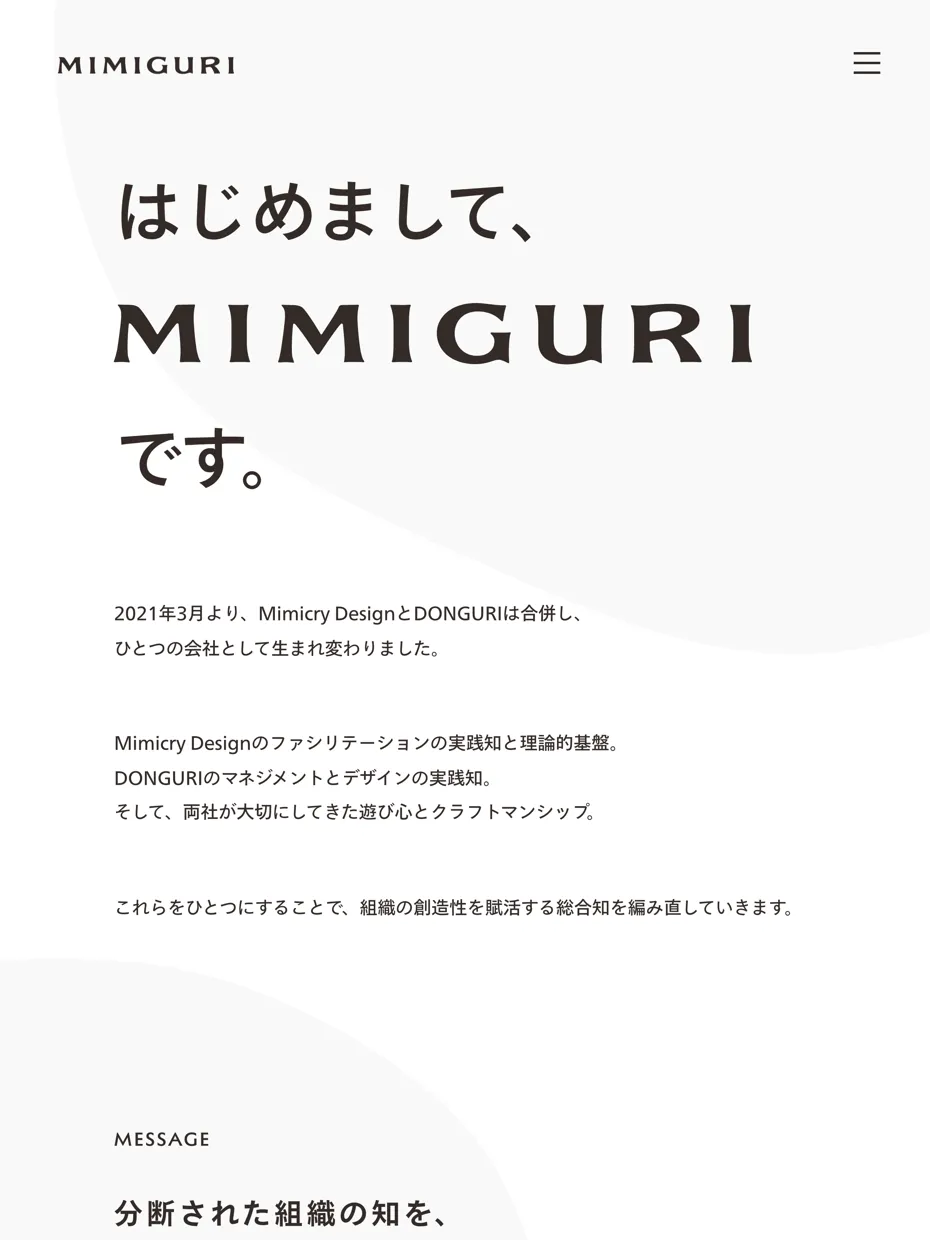 MIMIGURI
はじめまして、
MIMIGURI
です。
2021年3月より、Mimicry DesignとDONGURIは合併し、
ひとつの会社として生まれ変わりました。
Mimicry Designのファシリテーションの実践知と理論的基盤。
DONGURIのマネジメントとデザインの実践知。
そして、両社が大切にしてきた遊び心とクラフトマンシップ。
これらをひとつにすることで、組織の創造性を賦活する総合知を編み直していきます。
MESSAGE
分断された組織の知を、